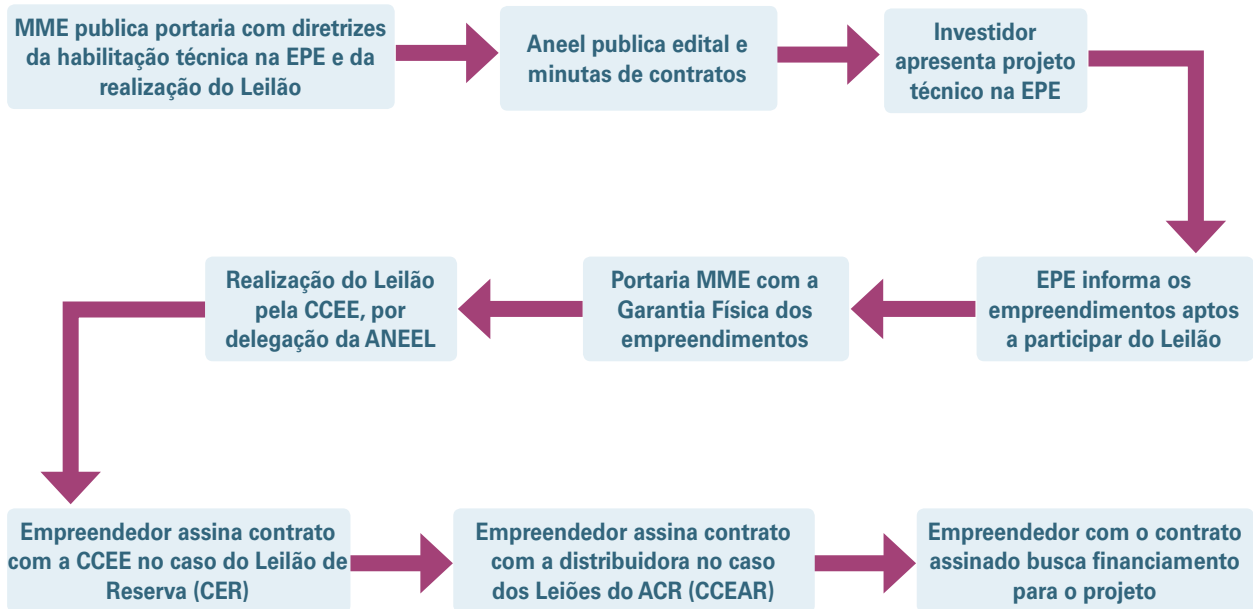 MME publica portaria com diretrizes
da habilitação técnica na EPE e da
realização do Leilão
Aneel publica edital e
minutas de contratos
Investidor
apresenta projeto
técnico na EPE
EPE informa os
empreendimentos aptos
a participar do Leilão
Portaria MME com a
Garantia Física dos
empreendimentos
Realização do Leilão
pela CCEE, por
delegação da ANEEL
Empreendedor assina contrato
com a CCEE no caso do Leilão de
Reserva (CER)
Empreendedor assina contrato
com a distribuidora no caso
dos Leiões do ACR (CCEAR)
Empreendedor com o contrato
assinado busca financiamento
para o projeto